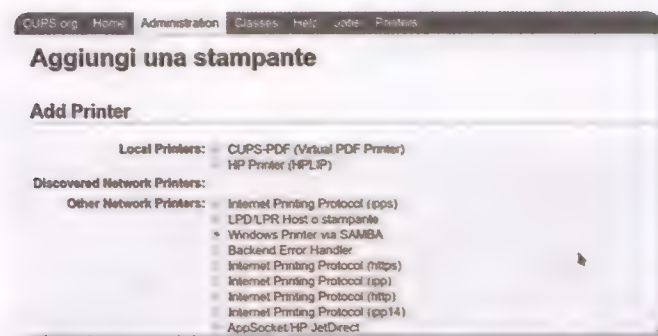 CUPS.org Home Administration Classes Help Jobs Printers
Aggiungi una stampante
Add Printer
Local Printers: CUPS-PDF (Virtual PDF Printer)
HP Printer (HPLIP)
Discovered Network Printers:
Other Network Printers: Internet Printing Protocol (ipps)
LPD/LPR Host o stampante
Windows Printer via SAMBA
Backend Error Handler
Internet Printing Protocol (https)
Internet Printing Protocol (ipp)
Internet Printing Protocol (http)
Internet Printing Protocol (ipp14)
AppSocket/HP JetDirect